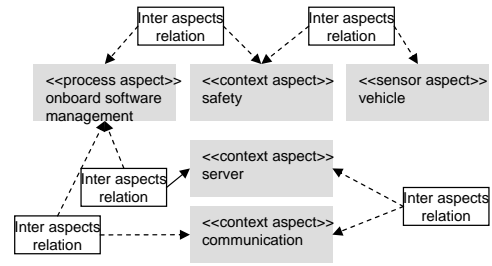 Inter aspects
relation
Inter aspects
relation
<<process aspect>>
onboard software
management
<<context aspect>>
safety
<<sensor aspect>>
vehicle
<<context aspect>>
server
Inter aspects
relation
Inter aspects
relation
Inter aspects
relation
<<context aspect>>
communication